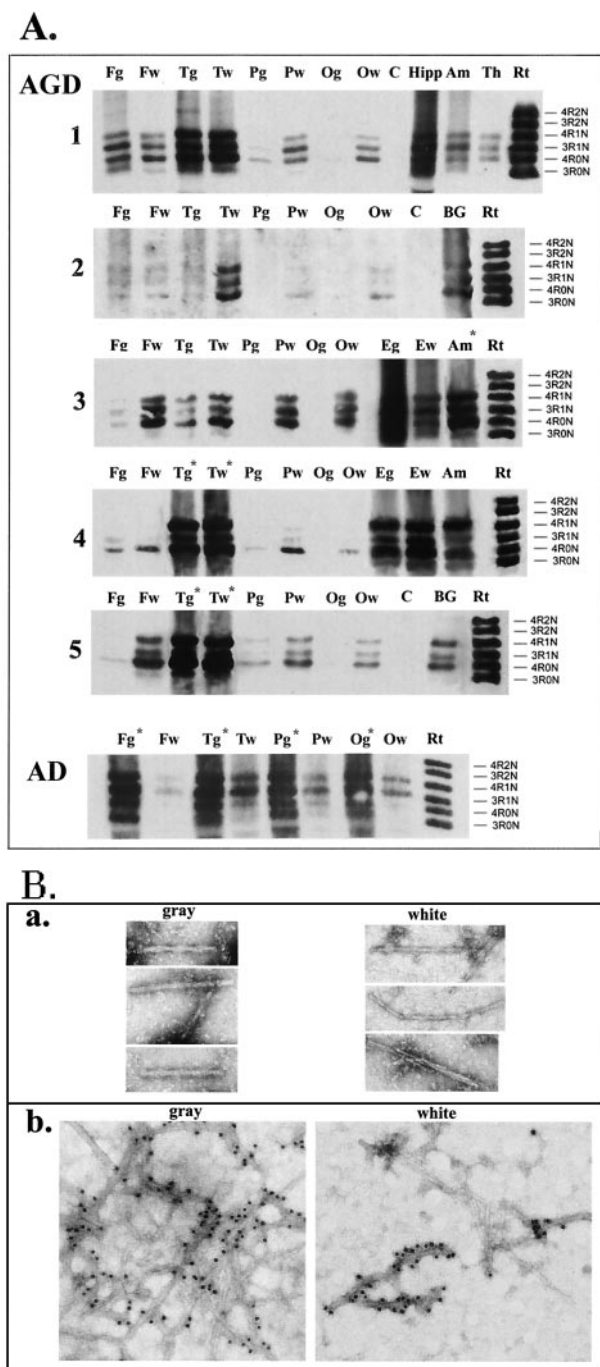 A.
Fg Fw Tg Tw Pg Pw Og Ow C Hipp Am Th Rt
AGD
1
4R2N
3R2N
4R1N
3R1N
4R0N
3R0N
Fg Fw Tg Tw Pg Pw Og Ow C BG Rt
2
4R2N
3R2N
4R1N
3R1N
4R0N
3R0N
Fg Fw Tg Tw Pg Pw Og Ow Eg Ew Am* Rt
3
4R2N
3R2N
4R1N
3R1N
4R0N
3R0N
Fg Fw Tg* Tw* Pg Pw Og Ow Eg Ew Am Rt
4
4R2N
3R2N
4R1N
3R1N
4R0N
3R0N
Fg Fw Tg* Tw* Pg Pw Og Ow C BG Rt
5
4R2N
3R2N
4R1N
3R1N
4R0N
3R0N
Fg* Fw Tg* Tw Pg* Pw Og* Ow Rt
AD
4R2N
3R2N
4R1N
3R1N
4R0N
3R0N
B.
a.
gray white
b.
gray white